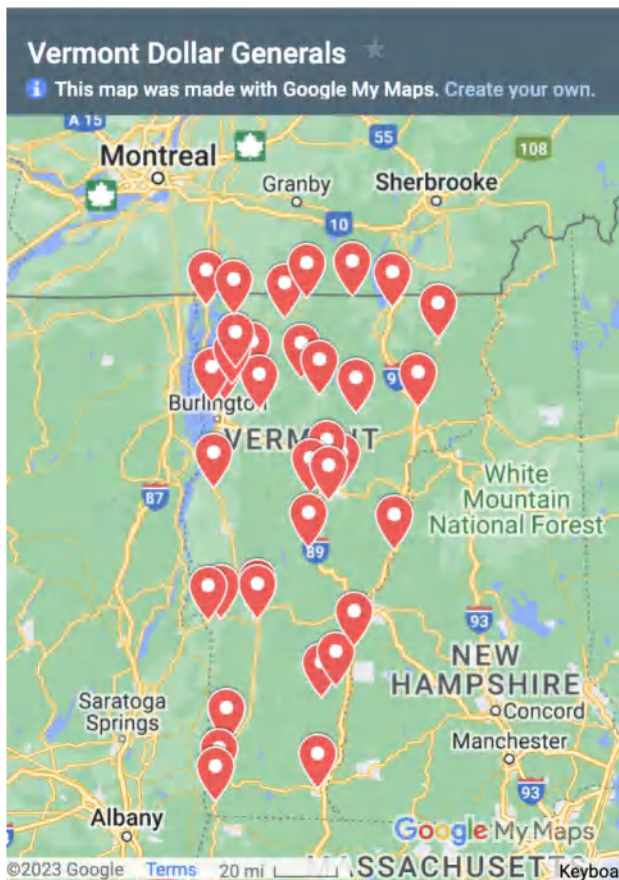 Vermont Dollar Generals
This map was made with Google My Maps. Create your own.
A 15
55
108
Montreal
Granby
Sherbrooke
10
9
Burlington
VERMONT
87
White
Mountain
National Forest
89
93
NEW
HAMPSHIRE
Saratoga
Springs
Concord
Manchester
93
Albany
Google My Maps
©2023 Google Terms 20 mi MASSACHUSETTS Keyboa